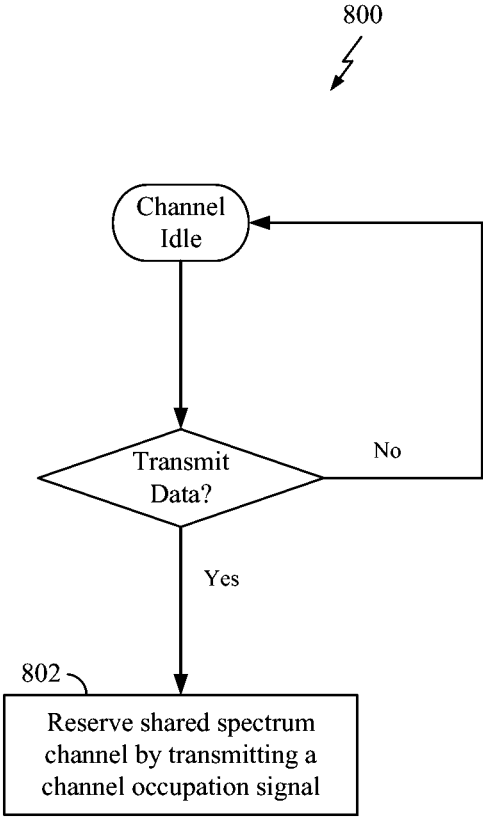 800
Channel
Idle
Transmit
Data?
No
Yes
802
Reserve shared spectrum
channel by transmitting a
channel occupation signal